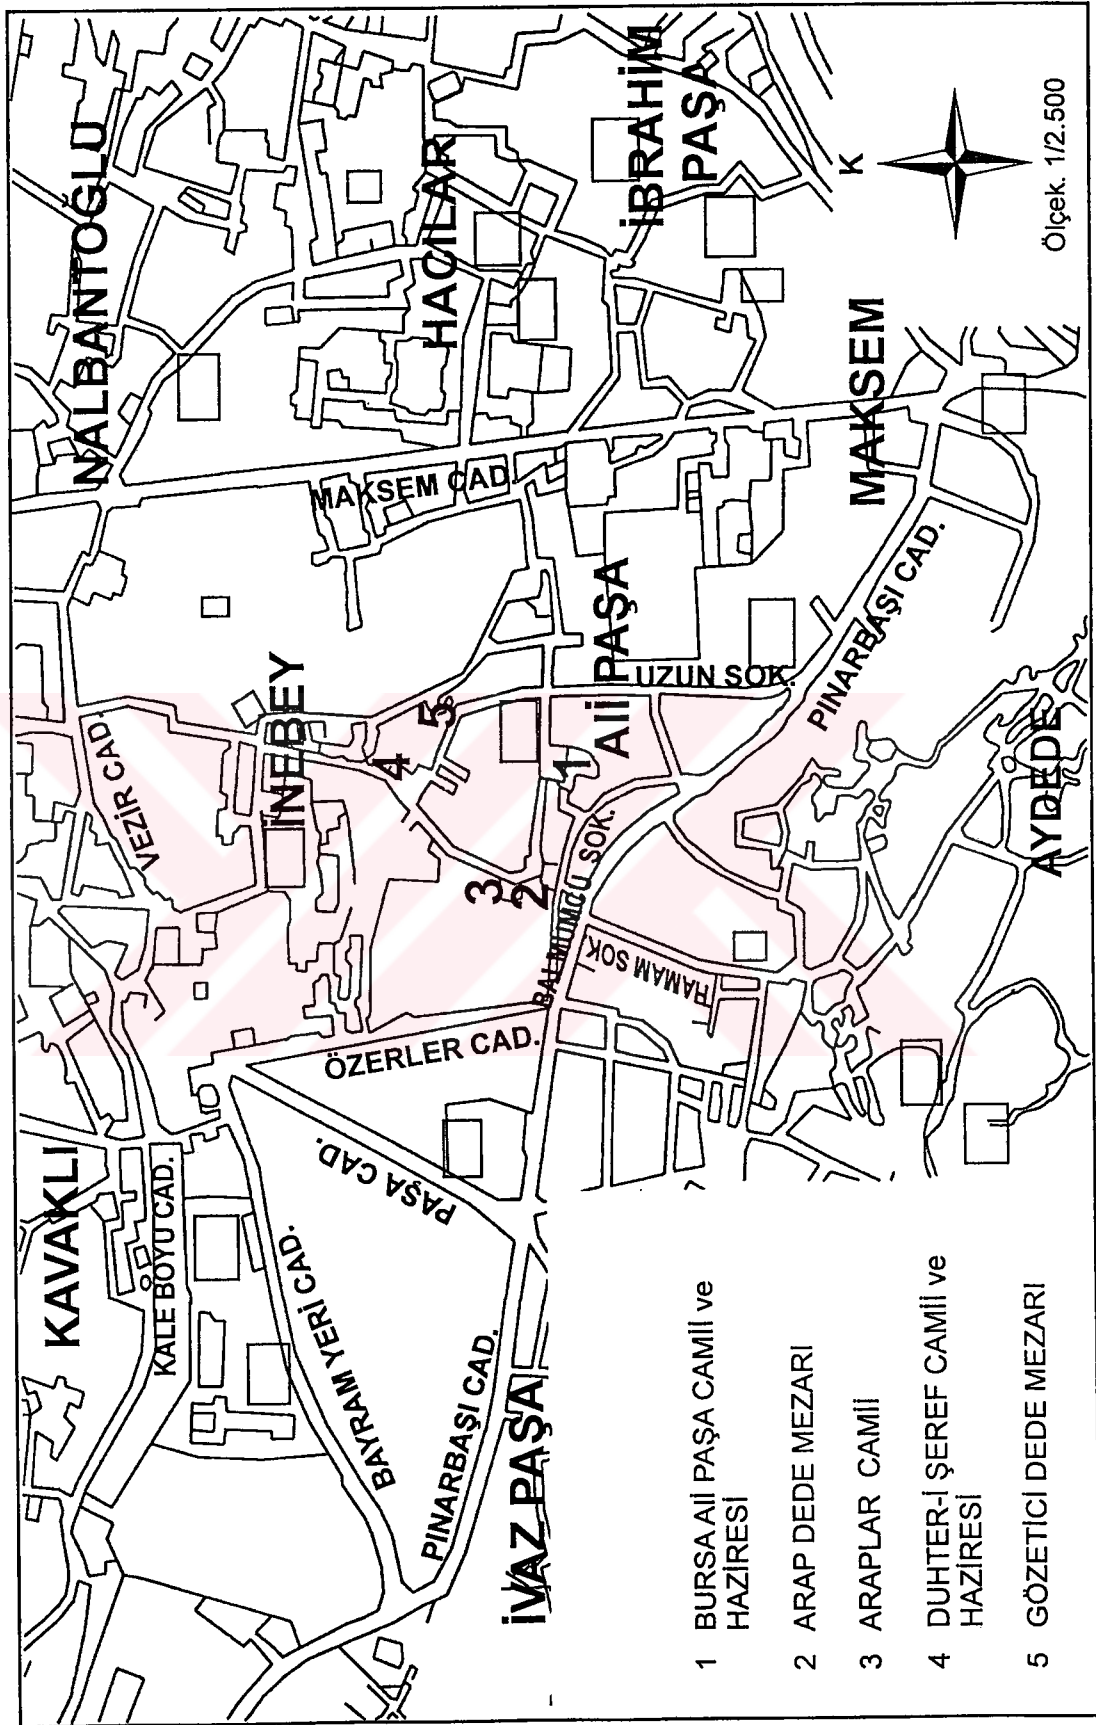 KAVAKLI
NALBANTOĞLU
KALE BOYU CAD.
VEZİR CAD.
İNEBEY
BAYRAM YERİ CAD.
PAŞA CAD.
ÖZERLER CAD.
MAKSEM CAD.
HACILAR
4
5
3
2
1
PINARBAŞI CAD.
İVAZ PAŞA
BALMUMCU SOK.
HAMAM SOK.
ALİ PAŞA
UZUN SOK.
İBRAHİM
PAŞA
PINARBAŞI CAD.
MAKSEM
AYDEDE
K
Ölçek. 1/2.500
1 BURSA ALİ PAŞA CAMİİ ve
HAZİRESİ
2 ARAP DEDE MEZARI
3 ARAPLAR CAMİİ
4 DUHTER-İ ŞEREF CAMİİ ve
HAZİRESİ
5 GÖZETİCİ DEDE MEZARI